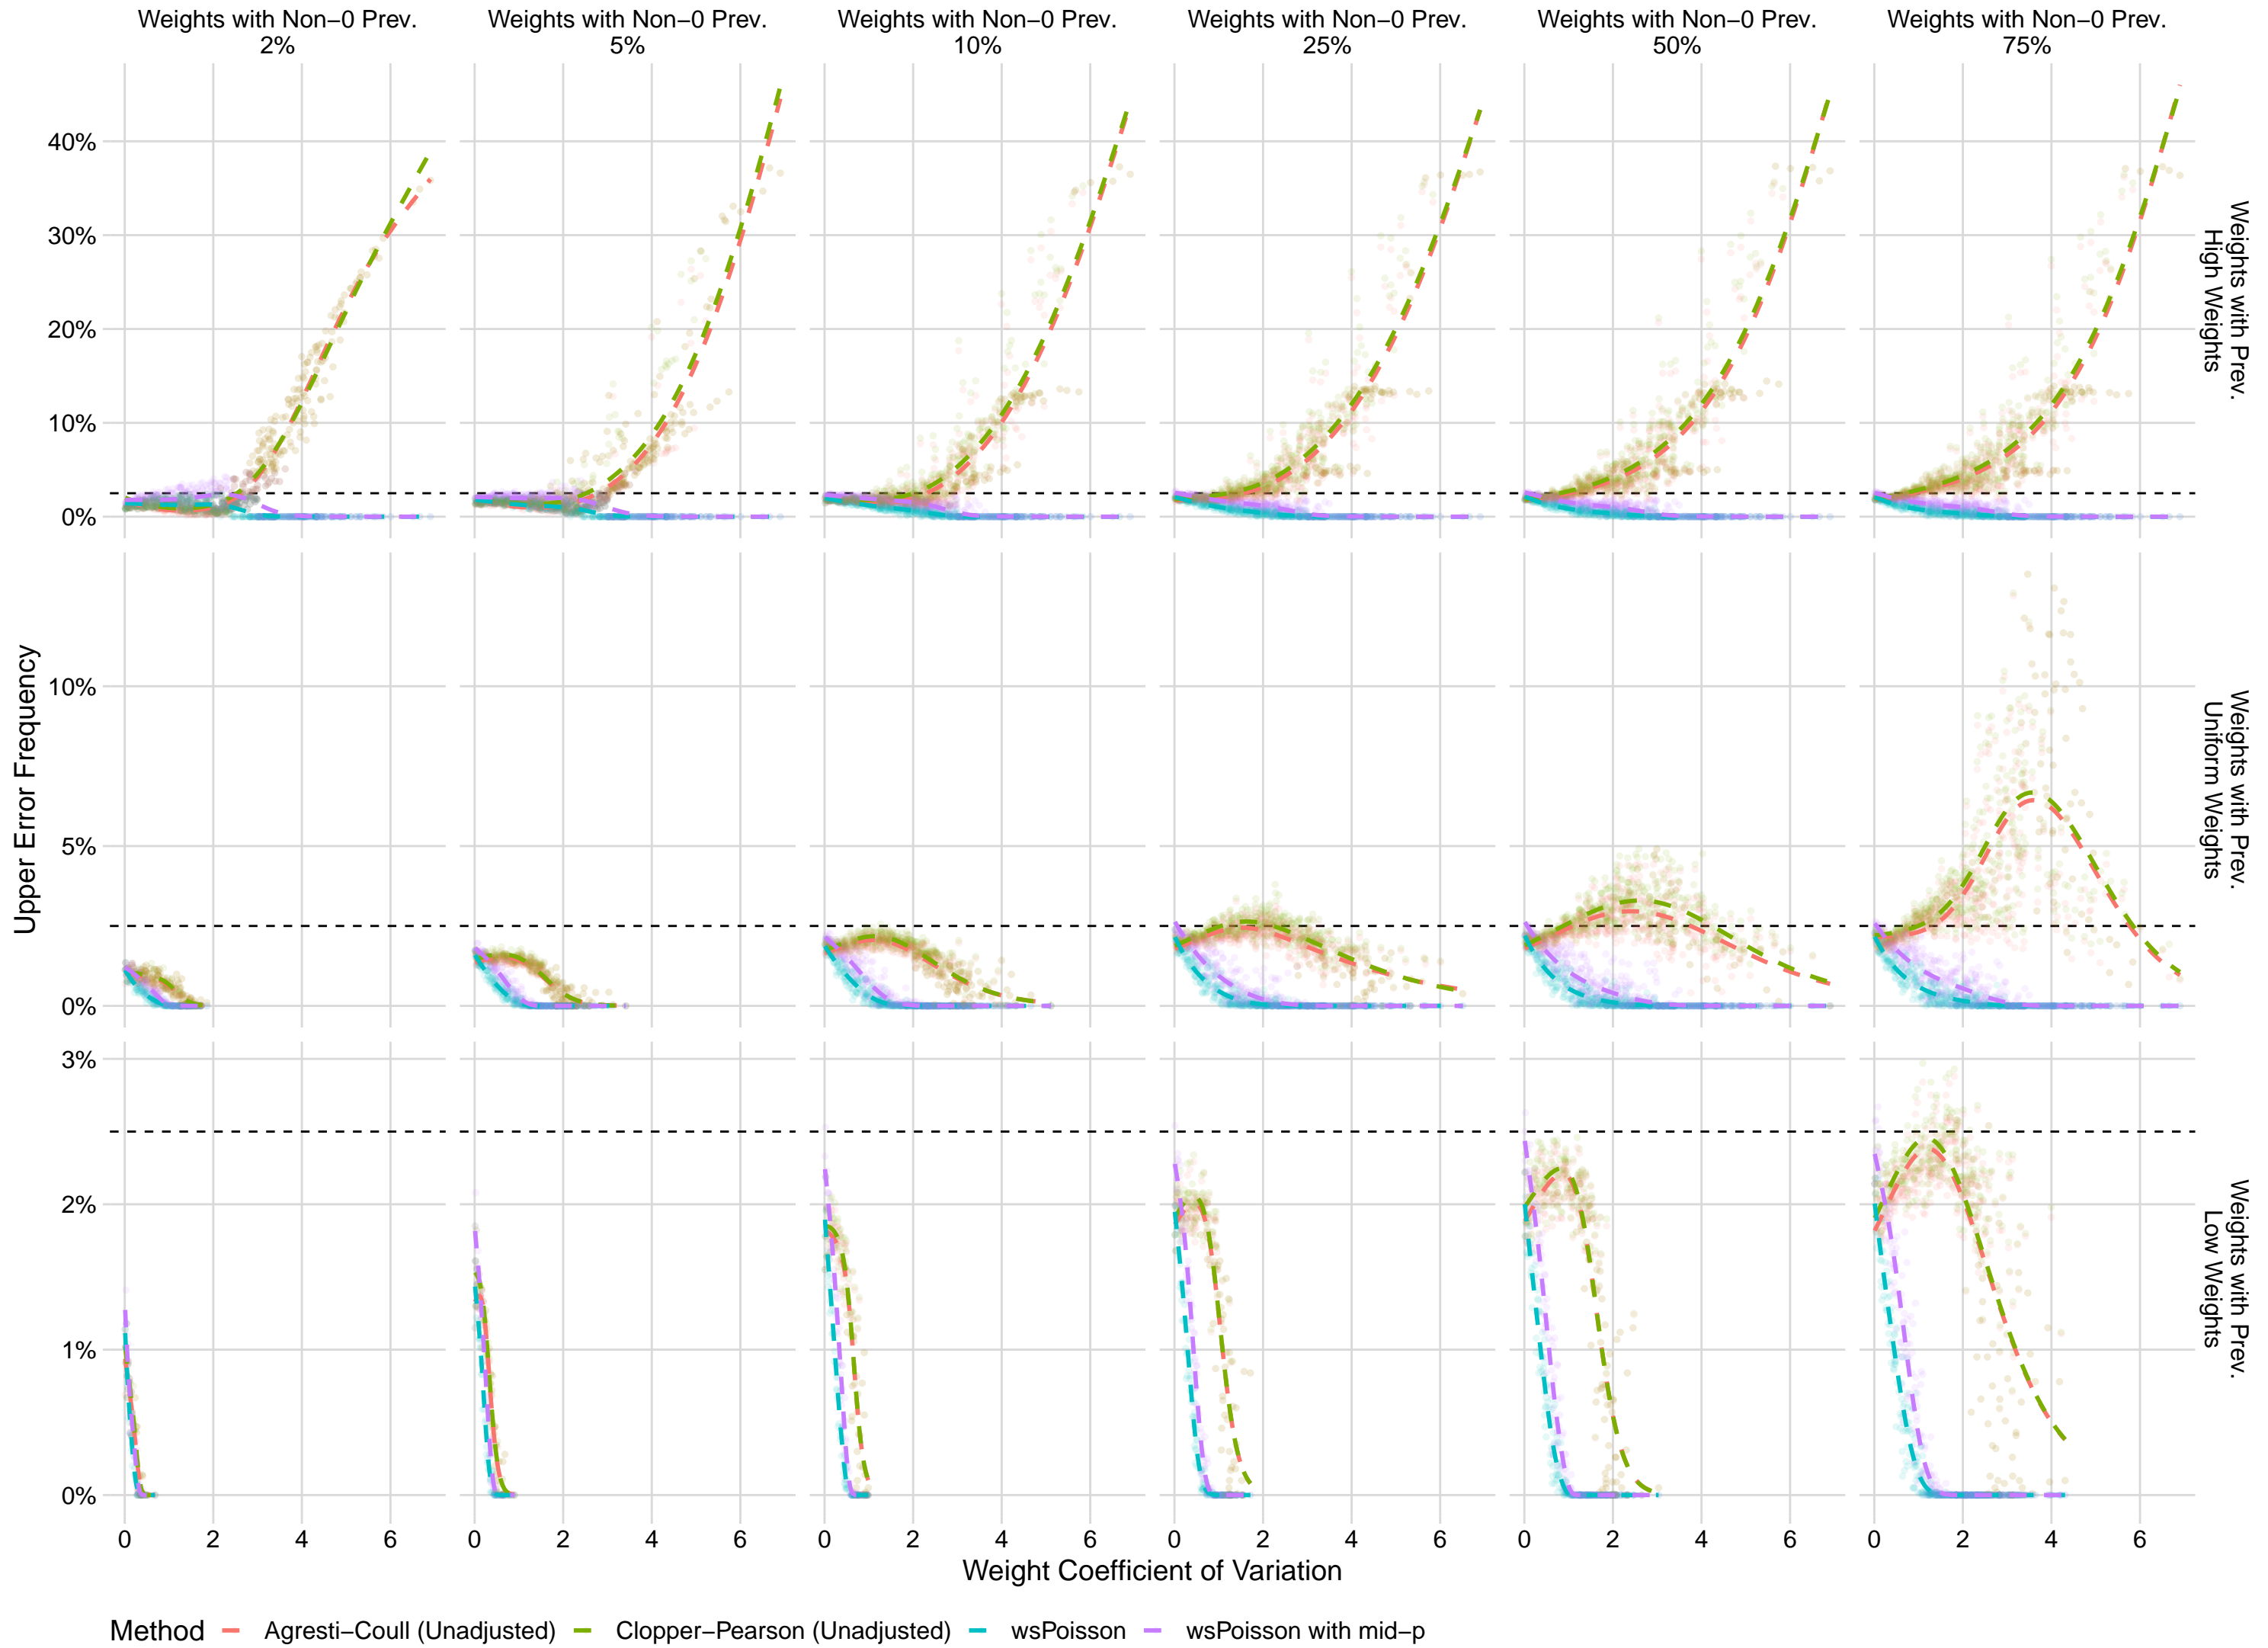 Weights with Non−0 Prev. Weights with Non−0 Prev. Weights with Non−0 Prev. Weights with Non−0 Prev. Weights with Non−0 Prev. Weights with Non−0 Prev.
2% 5% 10% 25% 50% 75%
40%
30%
20%
10%
0%
Weights with Prev.
High Weights
Upper Error Frequency
10%
5%
0%
Weights with Prev.
Uniform Weights
3%
2%
1%
0%
Weights with Prev.
Low Weights
0 2 4 6 0 2 4 6 0 2 4 6 0 2 4 6 0 2 4 6 0 2 4 6
Weight Coefficient of Variation
Method Agresti−Coull (Unadjusted) Clopper−Pearson (Unadjusted) wsPoisson wsPoisson with mid−p